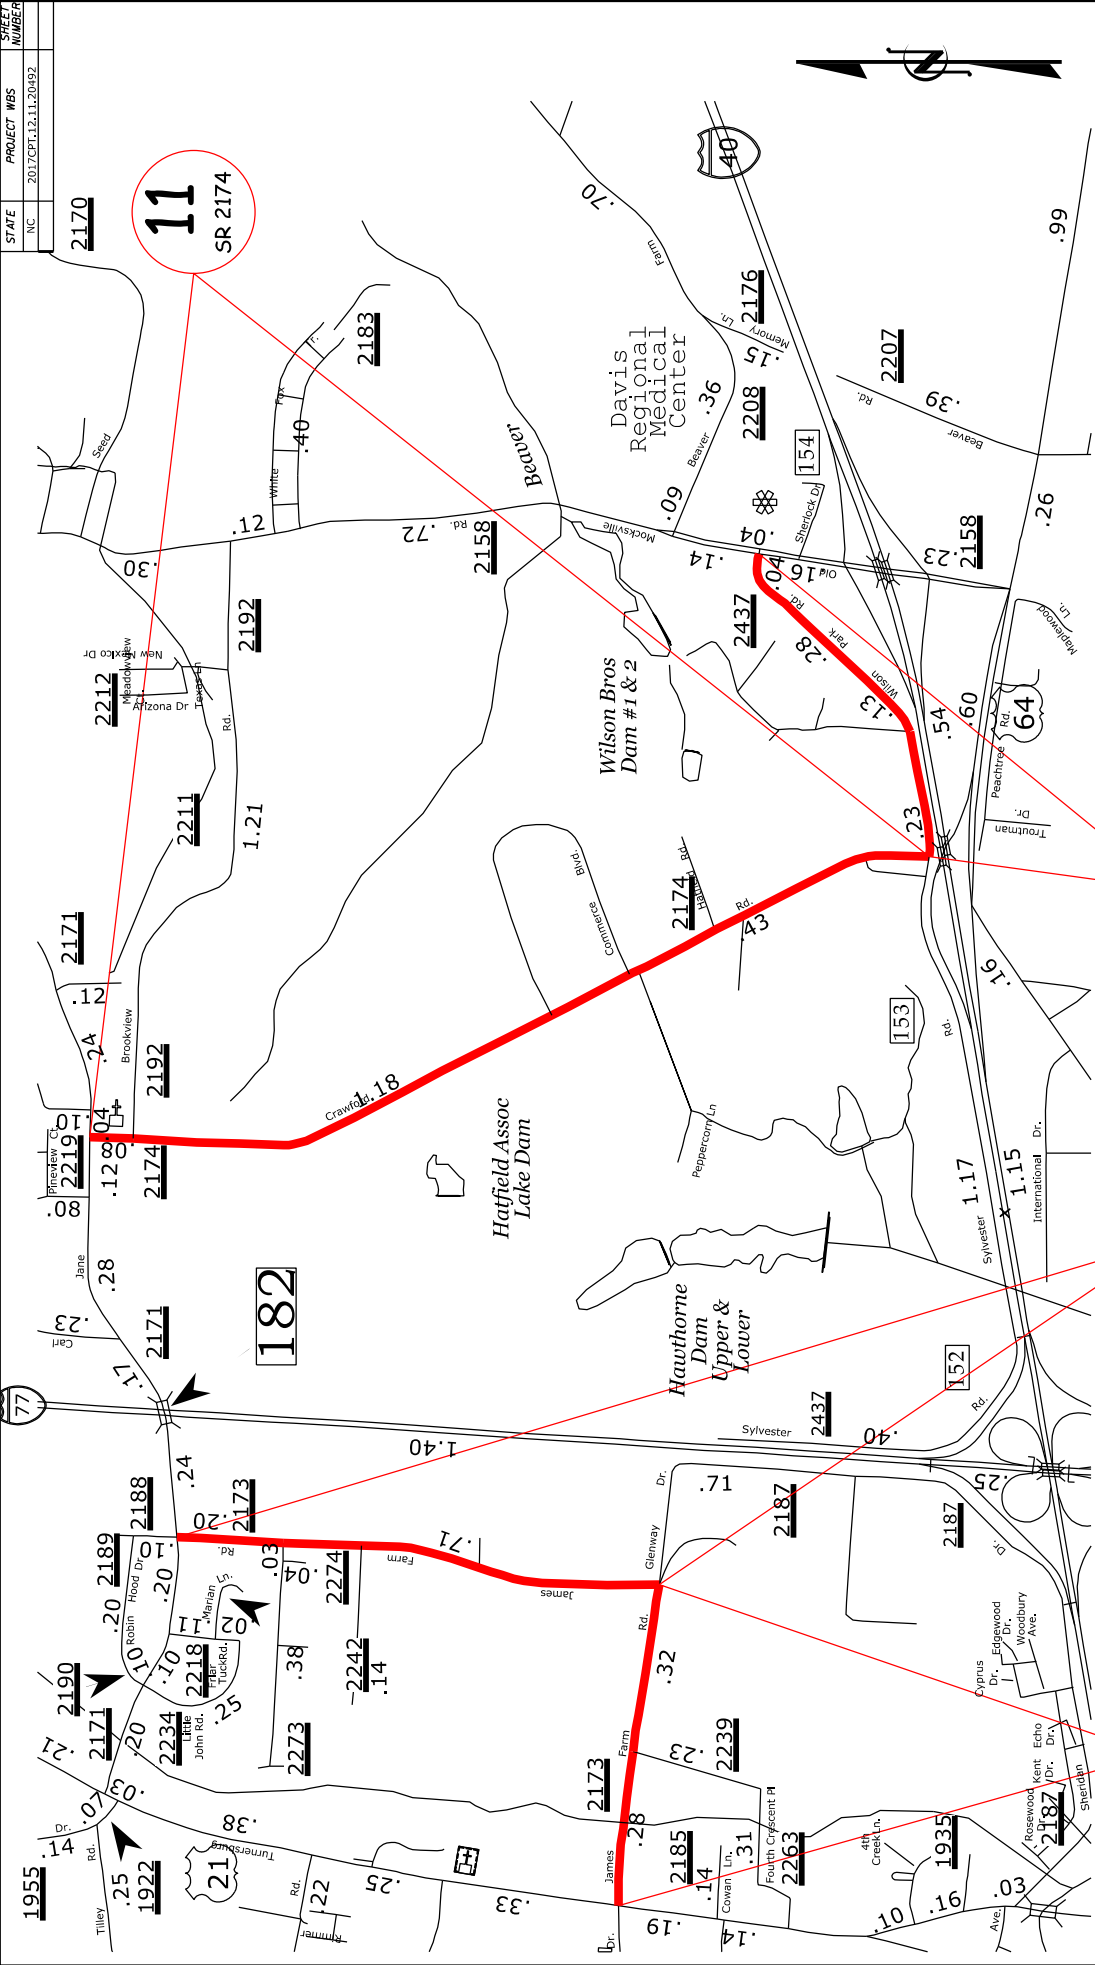 STATE
PROJECT WBS
SHEET
NUMBER
NC
2017CPT.12.11.20492
2170
11
SR 2174
Seed
.12
.30
White
Fox
Tr.
.40
2183
.72
Rd.
2158
Beaver
Davis
Regional
Medical
Center
.70
Farm
40
2176
Memory
Ln.
.15
.36
2208
Beaver
.09
154
Sherlock Dr
.04
Mocksville
.14
Old
.16
.04
2207
.39
Rd.
Beaver
.99
.26
.23
2158
2192
New Mexico Dr
Meadowview
2212
Arizona Dr
Texas Ln
Rd.
2211
1.21
2171
.12
.24
Brookview
2192
.10
.04
Pineview Ct
2219
.08
.12
2174
.08
Jane
.28
Carl
.23
2171
.17
182
77
2437
Rd.
Park
.28
Wilson
.13
Wilson Bros
Dam #1 & 2
.54
.60
Peachtree
Rd.
64
Maplewood
Ln.
Troutman
Dr.
.23
2174
Hatfield
Rd.
Rd.
.43
Commerce
Blvd.
Crawford
1.18
.16
153
Rd.
Peppercorn Ln
Hatfield Assoc
Lake Dam
1.17
1.15
International
Dr.
Sylvester
Hawthorne
Dam
Upper &
Lower
152
Rd.
2437
Sylvester
.40
1.40
.25
.24
2188
.20
2173
Rd.
.10
2189
.20
.20
Hood Dr.
Robin
.10
.10
Marian
Ln.
.11
.02
.03
.04
2274
Farm
.71
James
Dr.
Glenway
.71
2187
2187
Dr.
2190
2171
.20
2218
Friar
TuckRd.
.25
2234
Little
John Rd.
.38
2242
.14
2273
Rd.
.32
Farm
.23
2239
2173
.28
James
Edgewood
Dr.
Woodbury
Ave.
Cyprus
Dr.
Echo
Dr.
Kent
Dr.
Rosewood
Dr.
2187
Sheridan
.21
.03
.07
Dr.
.14
Rd.
.38
Turnersburg
21
1955
.25
1922
Tilley
Rd.
.22
Rimmer
.25
.33
2185
.14
Cowan
Ln.
.31
Fourth Crescent Pl
2263
4th
CreekLn.
1935
.19
.14
.10
.16
.03
Ave.
Dr.